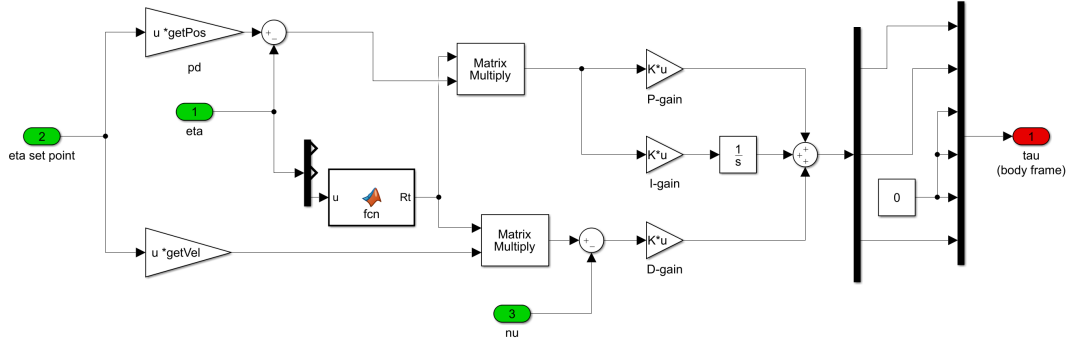 u *getPos
+
−
pd
1
eta
2
eta set point
u
Rt
fcn
u *getVel
Matrix
Multiply
Matrix
Multiply
+
−
3
nu
K*u
P-gain
K*u
I-gain
1
s
+
+
+
K*u
D-gain
0
1
tau
(body frame)